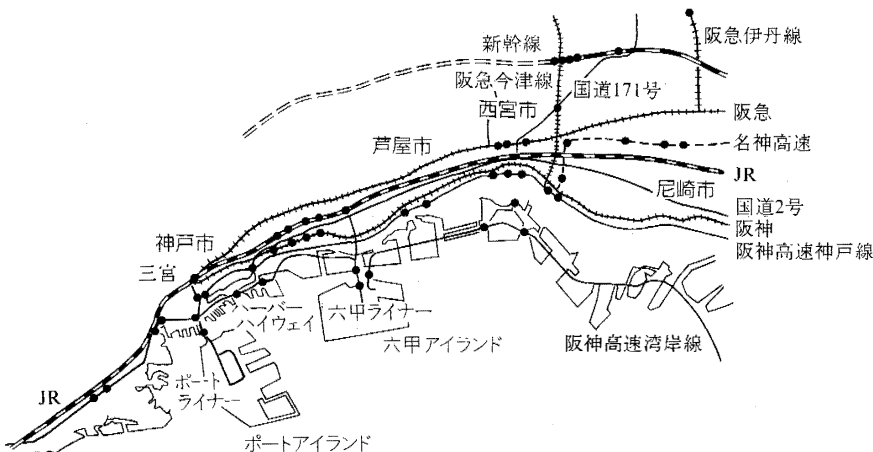 阪急伊丹線
新幹線
阪急今津線
国道171号
西宮市
阪急
芦屋市
名神高速
JR
尼崎市
国道2号
神戸市
阪神
阪神高速神戸線
三宮
ハーバー
ハイウェイ
六甲ライナー
六甲アイランド
阪神高速湾岸線
JR
ポート
ライナー
ポートアイランド